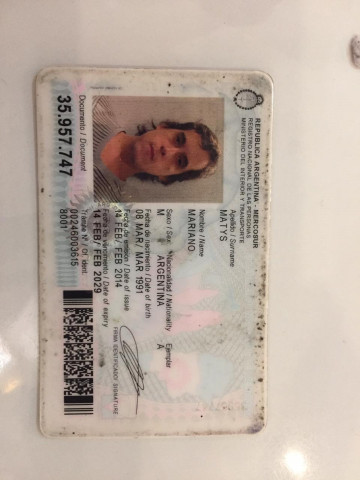 REPUBLICA ARGENTINA - MERCOSUR
REGISTRO NACIONAL DE LAS PERSONAS
MINISTERIO DEL INTERIOR Y TRANSPORTE
Apellido / Surname
MATYS
Nombre / Name
MARIANO
Sexo / Sex
Nacionalidad / Nationality
Ejemplar
M
ARGENTINA
A
Fecha de nacimiento / Date of birth
08 MAR/ MAR 1991
Fecha de emisión / Date of issue
14 FEB/ FEB 2014
Fecha de vencimiento / Date of expiry
14 FEB/ FEB 2029
FIRMA IDENTIFICADO / SIGNATURE
Documento / Document
35.957.747
Trámite Nº / Of. ident.
8001